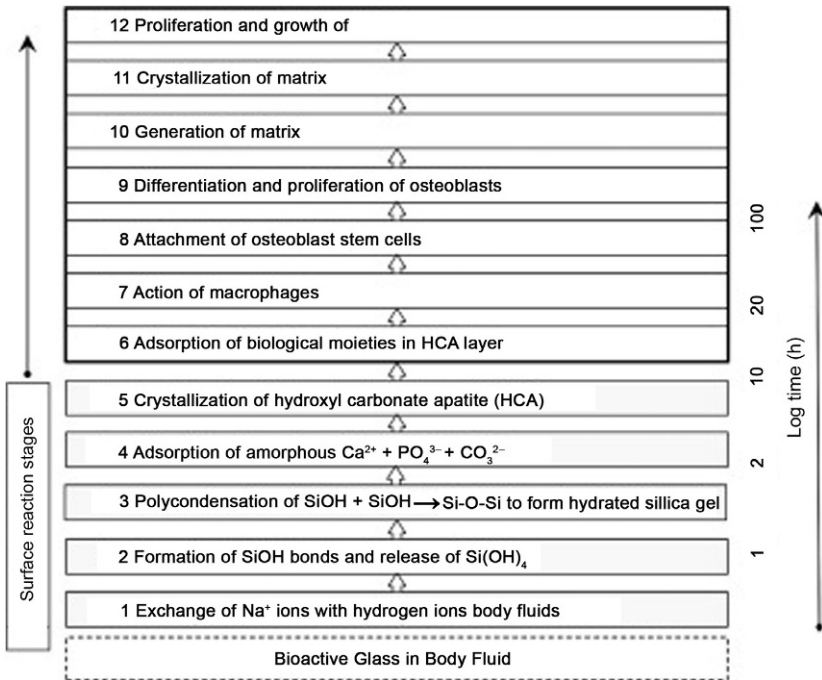 12 Proliferation and growth of
11 Crystallization of matrix
10 Generation of matrix
9 Differentiation and proliferation of osteoblasts
8 Attachment of osteoblast stem cells
7 Action of macrophages
6 Adsorption of biological moieties in HCA layer
5 Crystallization of hydroxyl carbonate apatite (HCA)
4 Adsorption of amorphous Ca²⁺ + PO₄³⁻ + CO₃²⁻
3 Polycondensation of SiOH + SiOH → Si-O-Si to form hydrated sillica gel
2 Formation of SiOH bonds and release of Si(OH)₄
1 Exchange of Na⁺ ions with hydrogen ions body fluids
Bioactive Glass in Body Fluid
Surface reaction stages
100
20
10
2
1
Log time (h)